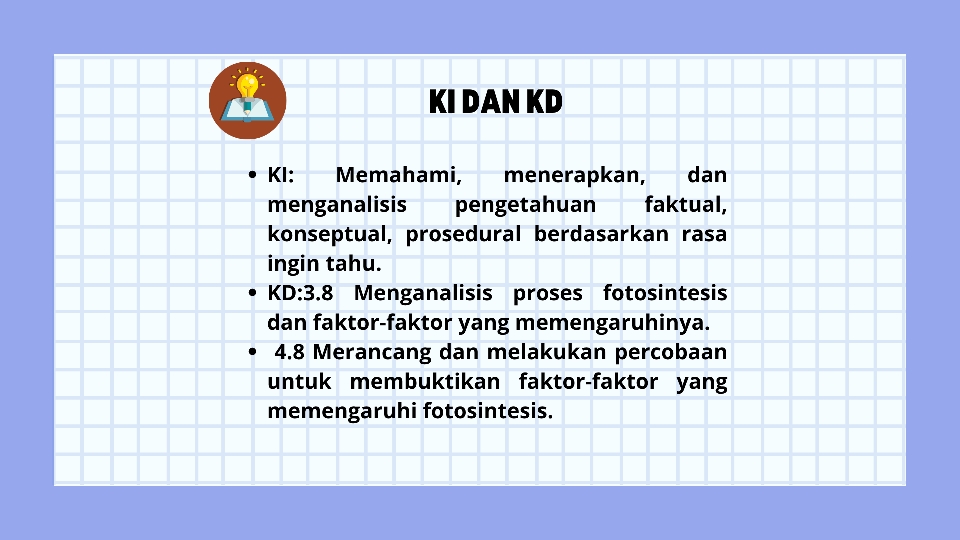 KI DAN KD
• KI: Memahami, menerapkan, dan
menganalisis pengetahuan faktual,
konseptual, prosedural berdasarkan rasa
ingin tahu.
• KD:3.8 Menganalisis proses fotosintesis
dan faktor-faktor yang memengaruhinya.
• 4.8 Merancang dan melakukan percobaan
untuk membuktikan faktor-faktor yang
memengaruhi fotosintesis.